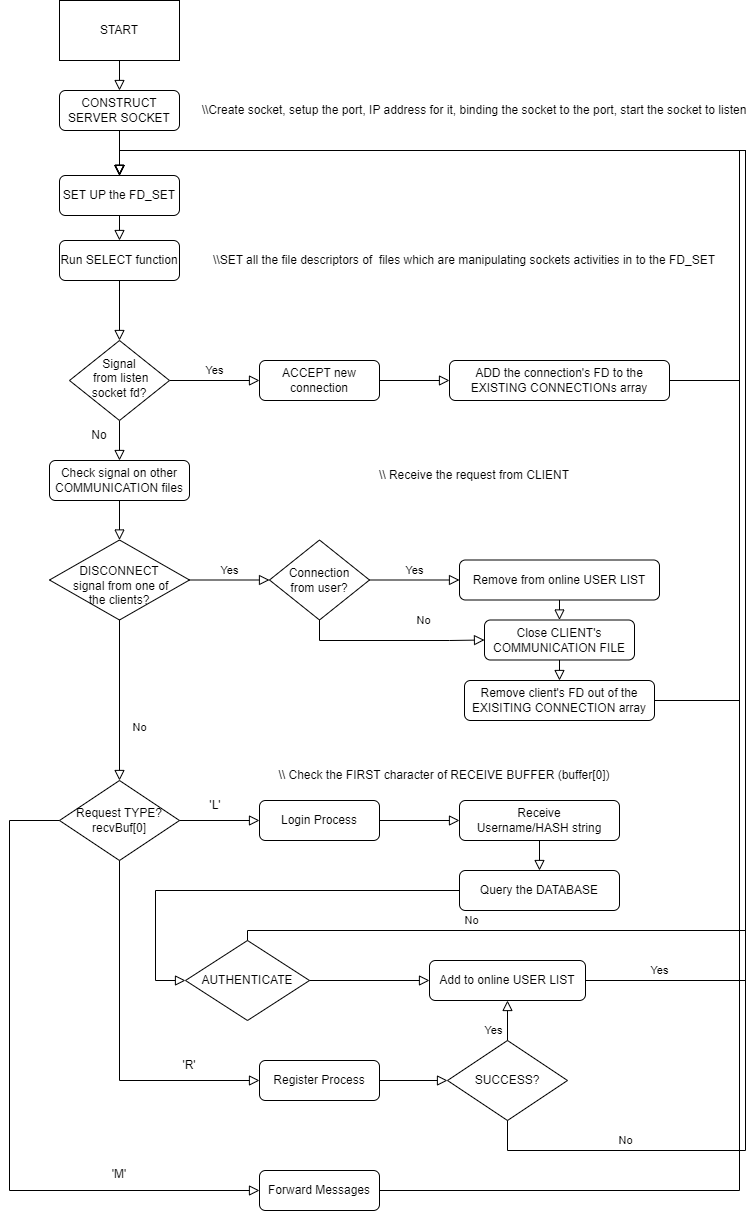 START
CONSTRUCT
SERVER SOCKET
\\Create socket, setup the port, IP address for it, binding the socket to the port, start the socket to listen
SET UP the FD_SET
Run SELECT function
\\SET all the file descriptors of files which are manipulating sockets activities in to the FD_SET
Signal
from listen
socket fd?
Yes
ACCEPT new
connection
ADD the connection's FD to the
EXISTING CONNECTIONs array
No
Check signal on other
COMMUNICATION files
\\ Receive the request from CLIENT
DISCONNECT
signal from one of
the clients?
Yes
Connection
from user?
Yes
Remove from online USER LIST
No
Close CLIENT's
COMMUNICATION FILE
Remove client's FD out of the
EXISITING CONNECTION array
No
\\ Check the FIRST character of RECEIVE BUFFER (buffer[0])
Request TYPE?
recvBuf[0]
'L'
Login Process
Receive
Username/HASH string
Query the DATABASE
No
AUTHENTICATE
Add to online USER LIST
Yes
Yes
'R'
Register Process
SUCCESS?
No
'M'
Forward Messages